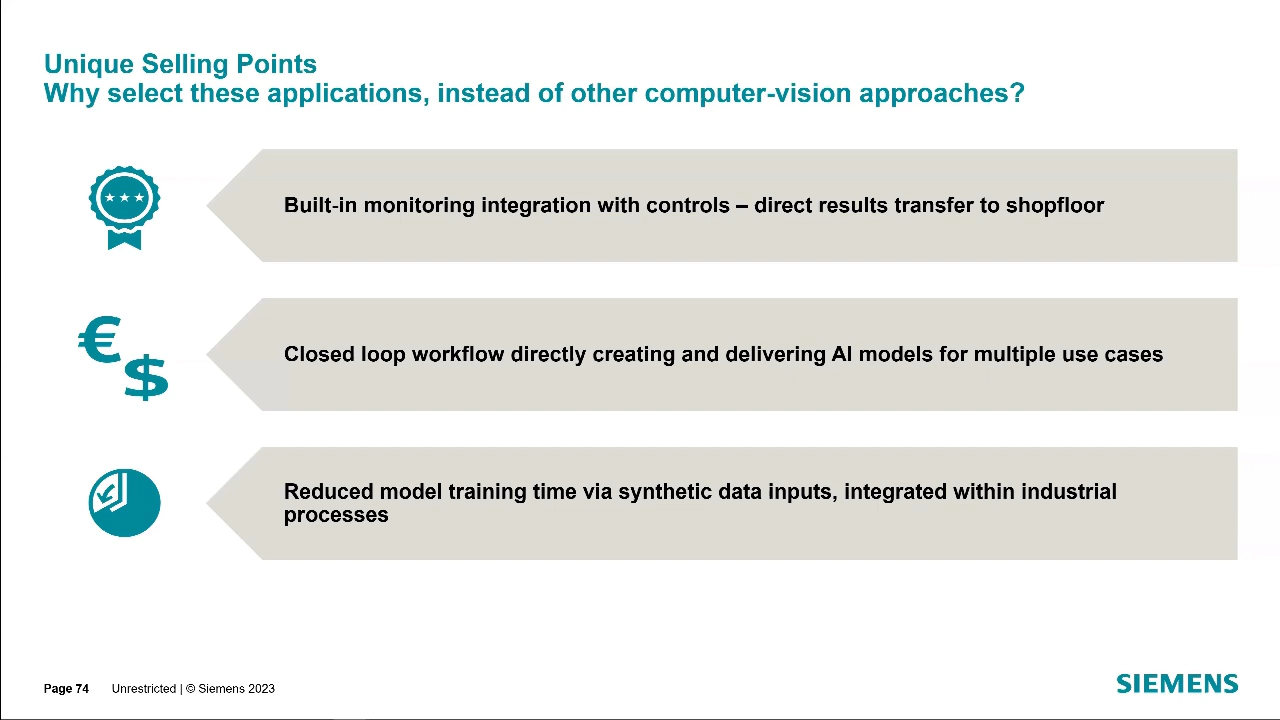 Unique Selling Points
Why select these applications, instead of other computer-vision approaches?
Built-in monitoring integration with controls – direct results transfer to shopfloor
€
$
Closed loop workflow directly creating and delivering AI models for multiple use cases
Reduced model training time via synthetic data inputs, integrated within industrial
processes
Page 74 Unrestricted | © Siemens 2023
SIEMENS